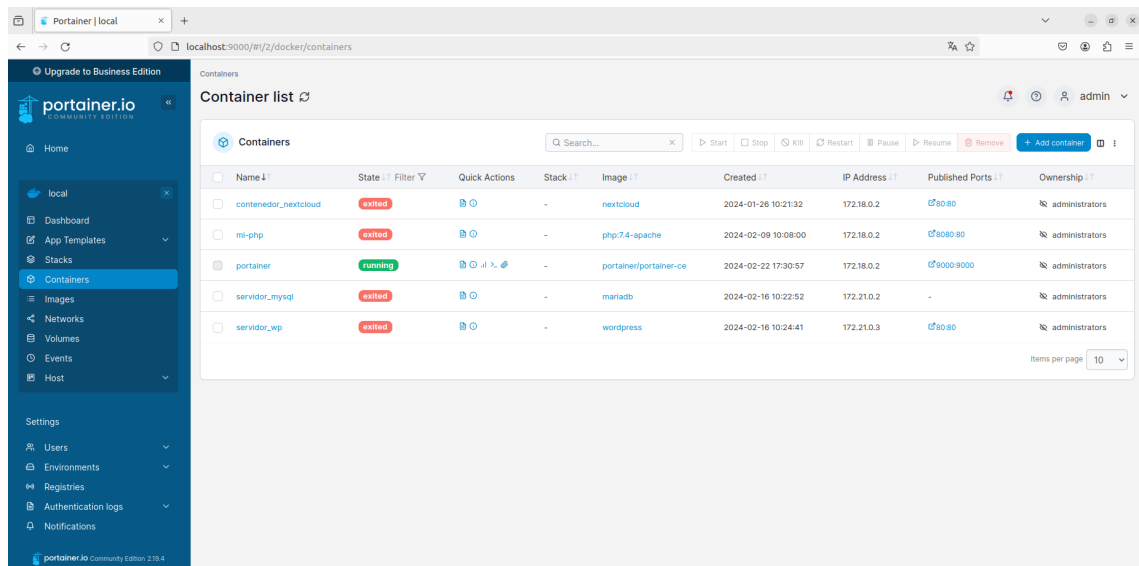 Portainer | local
localhost:9000/#!/2/docker/containers
Upgrade to Business Edition
portainer.io
COMMUNITY EDITION
Home
local
Dashboard
App Templates
Stacks
Containers
Images
Networks
Volumes
Events
Host
Settings
Users
Environments
Registries
Authentication logs
Notifications
portainer.io Community Edition 2.19.4
Containers
Container list
admin
Containers
Search...
Start Stop Kill Restart Pause Resume Remove + Add container
Name State Filter Quick Actions Stack Image Created IP Address Published Ports Ownership
contenedor_nextcloud exited - nextcloud 2024-01-26 10:21:32 172.18.0.2 80:80 administrators
mi-php exited - php:7.4-apache 2024-02-09 10:08:00 172.18.0.2 8080:80 administrators
portainer running - portainer/portainer-ce 2024-02-22 17:30:57 172.18.0.2 9000:9000 administrators
servidor_mysql exited - mariadb 2024-02-16 10:22:52 172.21.0.2 - administrators
servidor_wp exited - wordpress 2024-02-16 10:24:41 172.21.0.3 80:80 administrators
Items per page 10